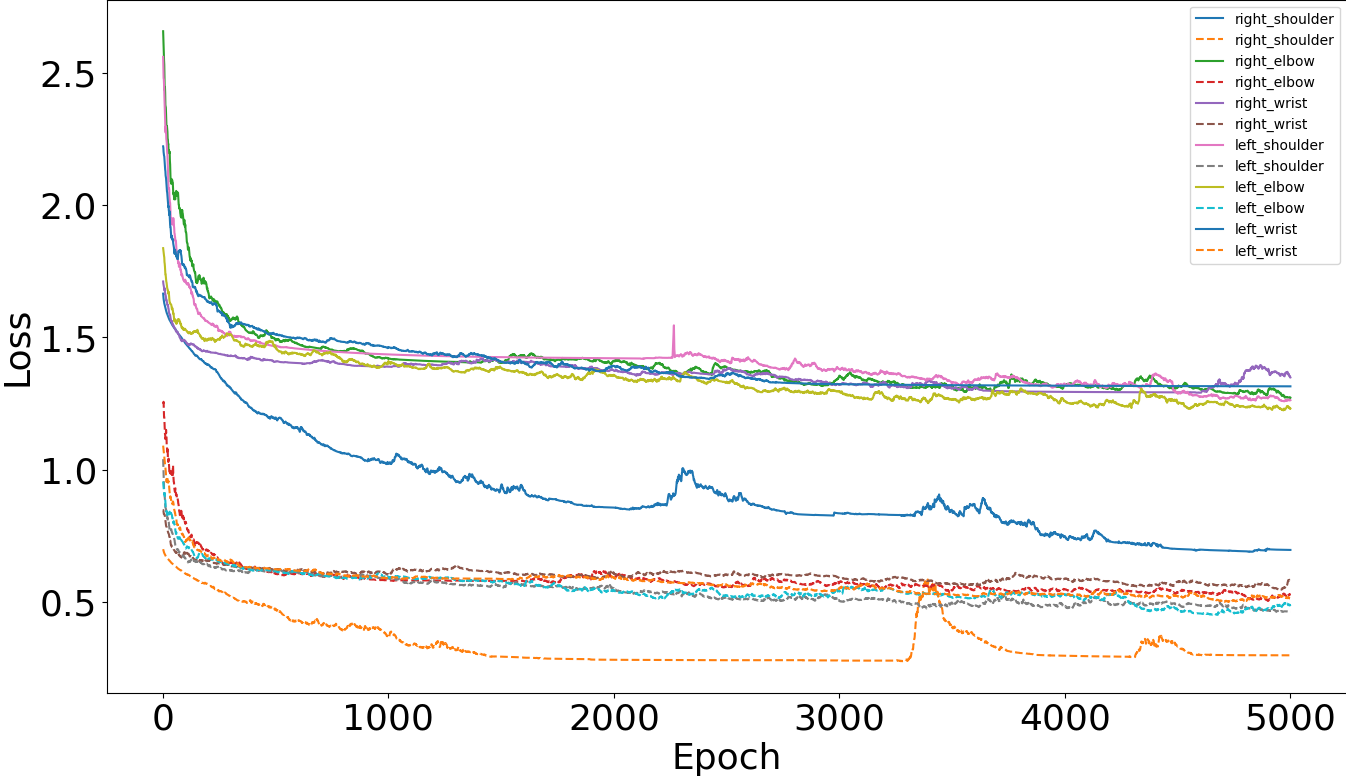 right_shoulder
right_shoulder
right_elbow
right_elbow
right_wrist
right_wrist
left_shoulder
left_shoulder
left_elbow
left_elbow
left_wrist
left_wrist
2.5
2.0
1.5
1.0
0.5
Loss
0 1000 2000 3000 4000 5000
Epoch